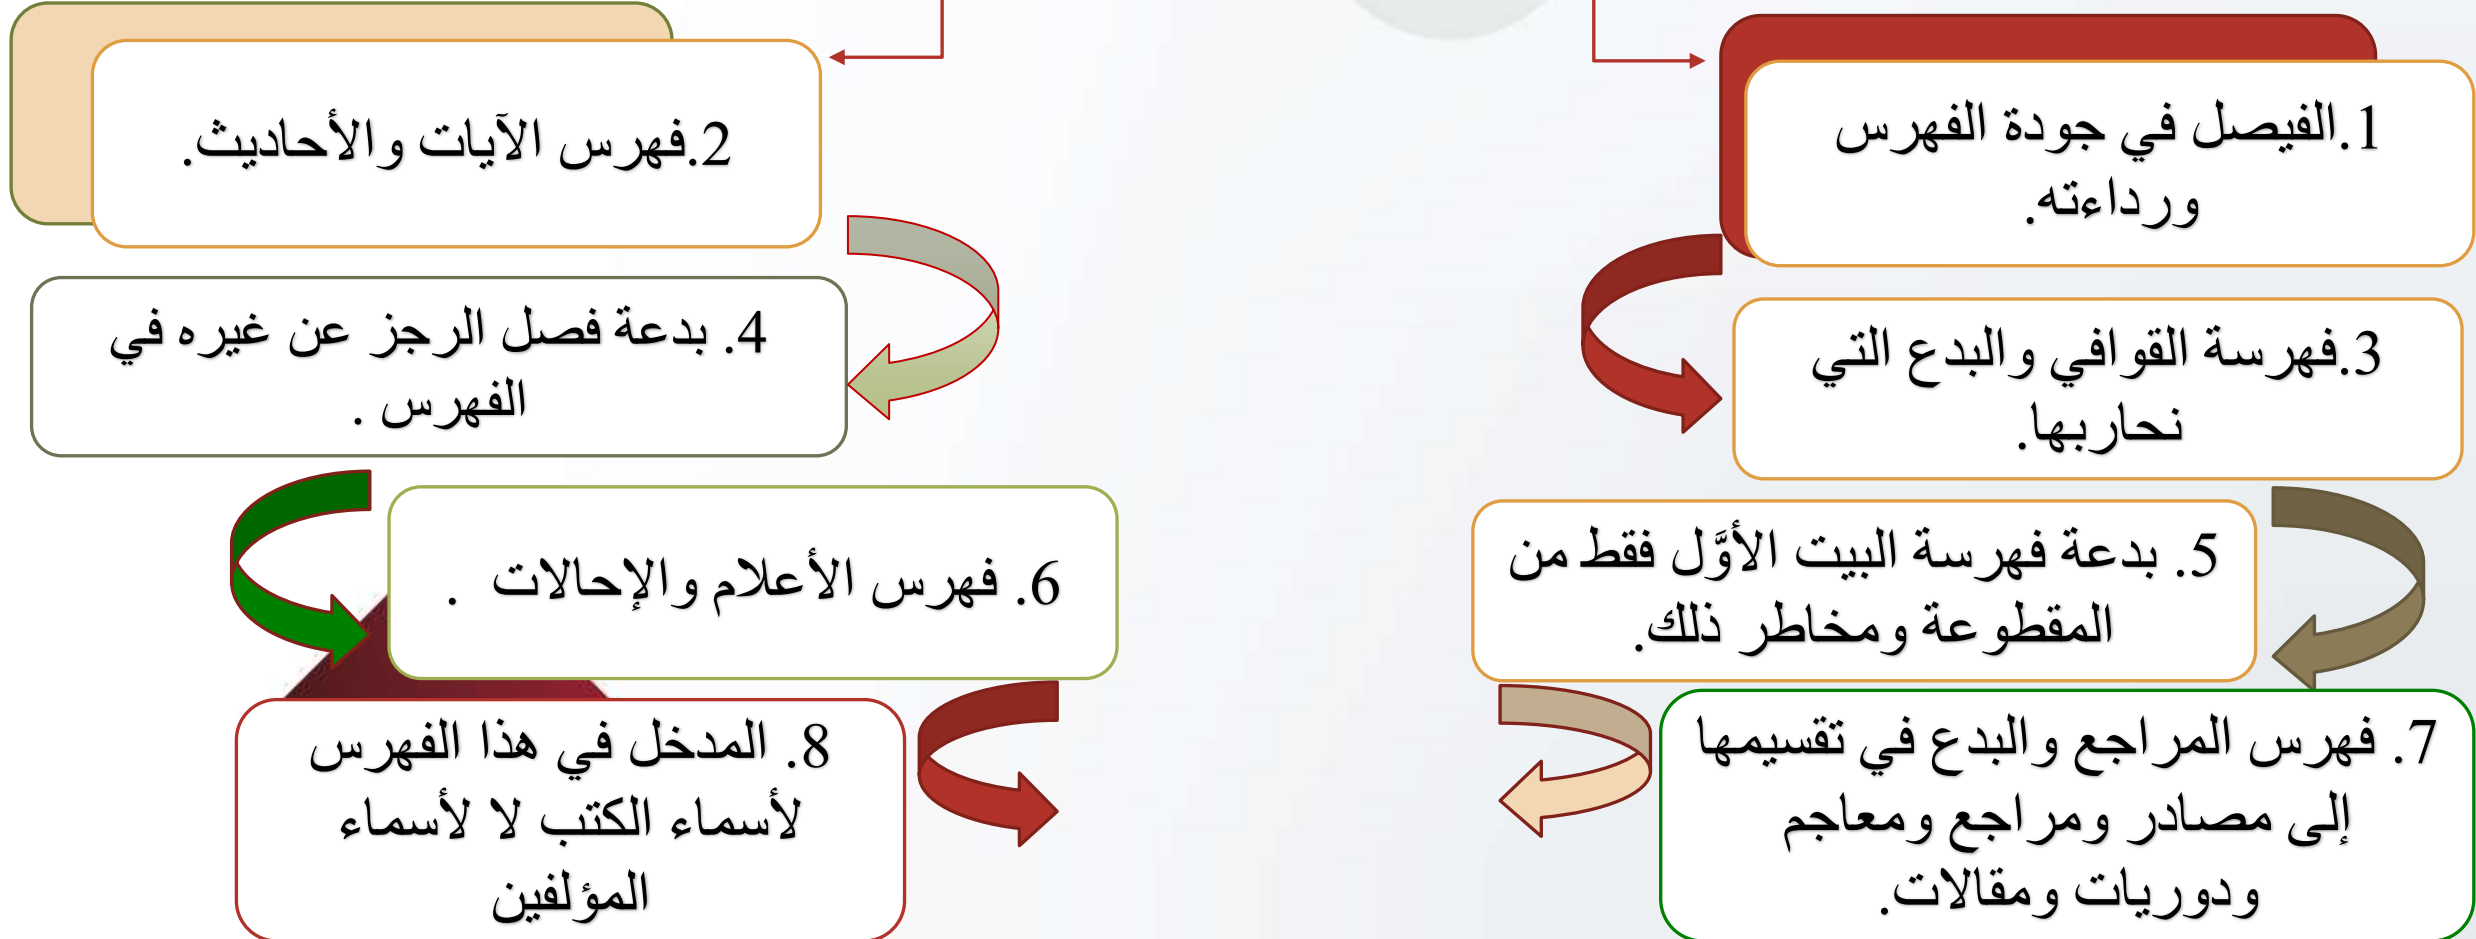 1.الفيصل في جودة الفهرس
ورداءته.
2.فهرس الآيات والأحاديث.
3.فهرسة القوافي والبدع التي
نحاربها.
4. بدعة فصل الرجز عن غيره في
الفهرس .
5. بدعة فهرسة البيت الأوَّل فقط من
المقطوعة ومخاطر ذلك.
6. فهرس الأعلام والإحالات .
7. فهرس المراجع والبدع في تقسيمها
إلى مصادر ومراجع ومعاجم
ودوريات ومقالات.
8. المدخل في هذا الفهرس
لأسماء الكتب لا لأسماء
المؤلفين